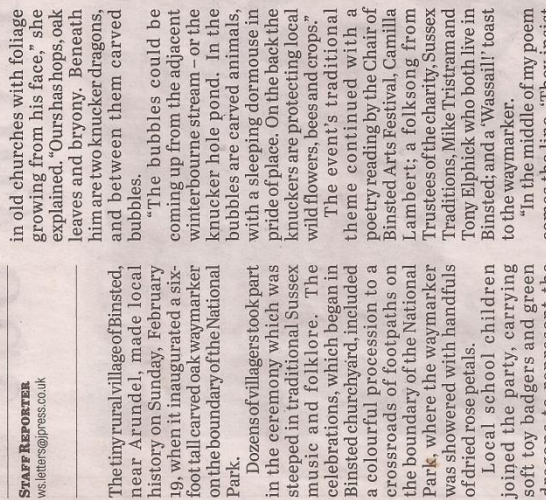 STAFF REPORTER
ws.letters@jpress.co.uk
The tiny rural village of Binsted,
near Arundel, made local
history on Sunday, February
19, when it inaugurated a six-
foot tall carved oak waymarker
on the boundary of the National
Park.
Dozens of villagers took part
in the ceremony which was
steeped in traditional Sussex
music and folklore. The
celebrations, which began in
Binsted churchyard, included
a colourful procession to a
crossroads of footpaths on
the boundary of the National
Park, where the waymarker
was showered with handfuls
of dried rose petals.
Local school children
joined the party, carrying
soft toy badgers and green
in old churches with foliage
growing from his face," she
explained. "Ours has hops, oak
leaves and bryony. Beneath
him are two knucker dragons,
and between them carved
bubbles.
"The bubbles could be
coming up from the adjacent
winterbourne stream – or the
knucker hole pond. In the
bubbles are carved animals,
with a sleeping dormouse in
pride of place. On the back the
knuckers are protecting local
wild flowers, bees and crops."
The event's traditional
theme continued with a
poetry reading by the Chair of
Binsted Arts Festival, Camilla
Lambert; a folksong from
Trustees of the charity, Sussex
Traditions, Mike Tristram and
Tony Elphick who both live in
Binsted; and a 'Wassail!' toast
to the waymarker.
"In the middle of my poem